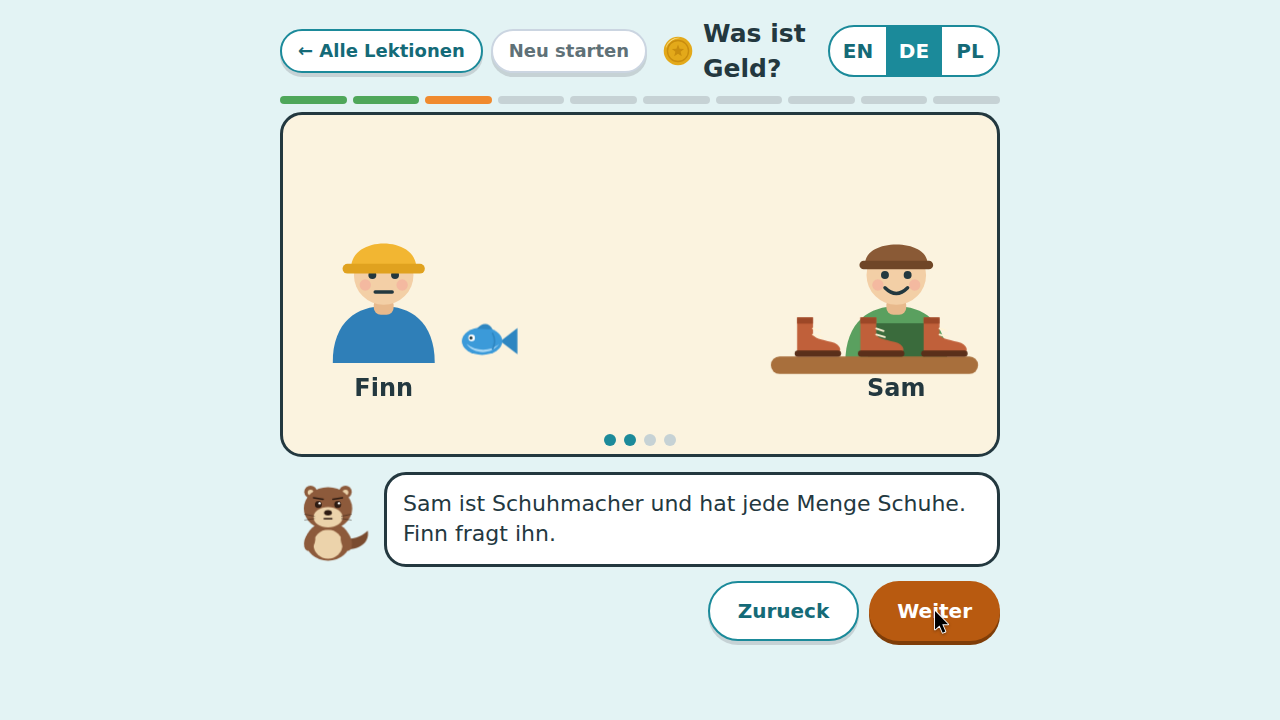 ← Alle Lektionen
Neu starten
Was ist
Geld?
EN DE PL
Finn
Sam
Sam ist Schuhmacher und hat jede Menge Schuhe.
Finn fragt ihn.
Zurueck
Weiter